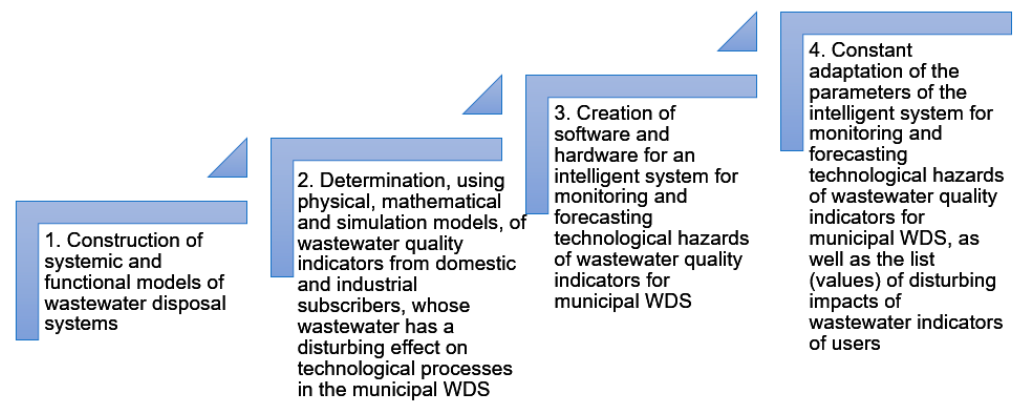 1. Construction of
systemic and
functional models of
wastewater disposal
systems
2. Determination, using
physical, mathematical
and simulation models, of
wastewater quality
indicators from domestic
and industrial
subscribers, whose
wastewater has a
disturbing effect on
technological processes
in the municipal WDS
3. Creation of
software and
hardware for an
intelligent system for
monitoring and
forecasting
technological hazards
of wastewater quality
indicators for
municipal WDS
4. Constant
adaptation of the
parameters of the
intelligent system for
monitoring and
forecasting
technological hazards
of wastewater quality
indicators for
municipal WDS, as
well as the list
(values) of disturbing
impacts of
wastewater indicators
of users